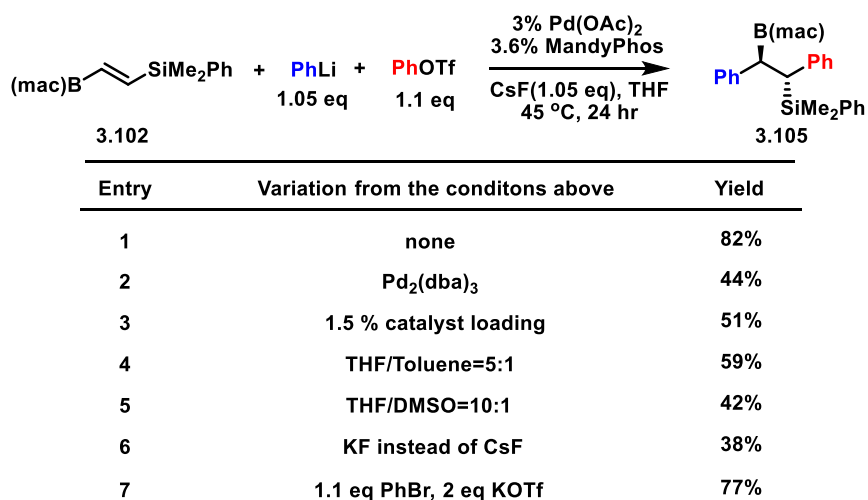 3% Pd(OAc)2
3.6% MandyPhos
CsF(1.05 eq), THF
45 °C, 24 hr
(mac)B SiMe2Ph + PhLi + PhOTf
1.05 eq 1.1 eq
3.102
B(mac)
Ph Ph
SiMe2Ph
3.105
Entry Variation from the conditons above Yield
1 none 82%
2 Pd2(dba)3 44%
3 1.5 % catalyst loading 51%
4 THF/Toluene=5:1 59%
5 THF/DMSO=10:1 42%
6 KF instead of CsF 38%
7 1.1 eq PhBr, 2 eq KOTf 77%